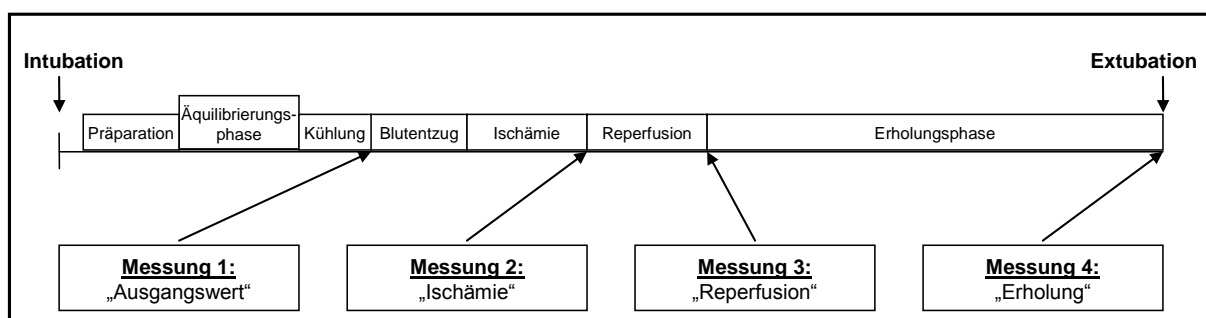 Intubation
Extubation
Präparation
Äquilibrierungs-
phase
Kühlung
Blutentzug
Ischämie
Reperfusion
Erholungsphase
Messung 1:
„Ausgangswert“
Messung 2:
„Ischämie“
Messung 3:
„Reperfusion“
Messung 4:
„Erholung“